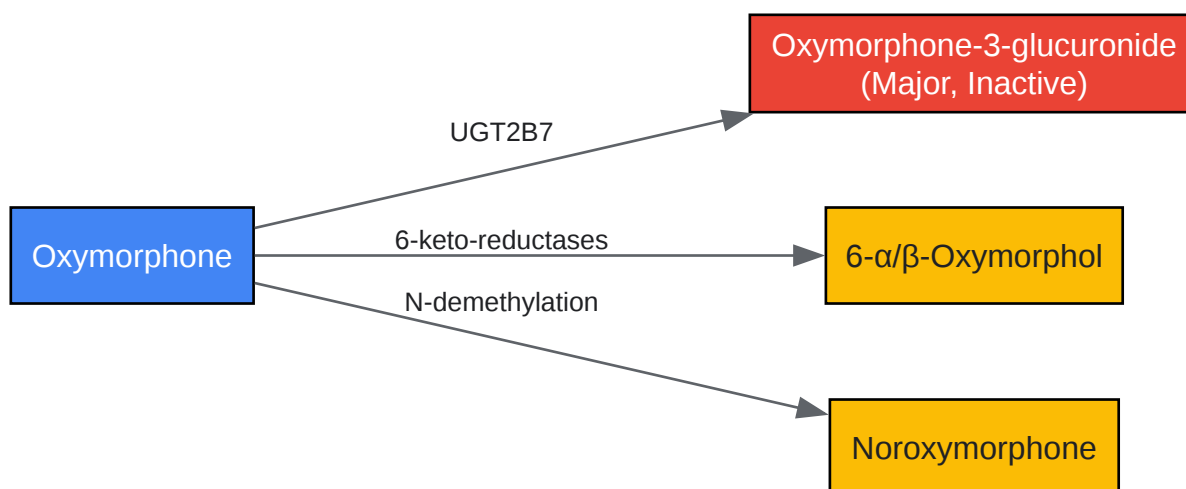 Oxymorphone-3-glucuronide
(Major, Inactive)
UGT2B7
Oxymorphone
6-keto-reductases
6-α/β-Oxymorphol
N-demethylation
Noroxymorphone